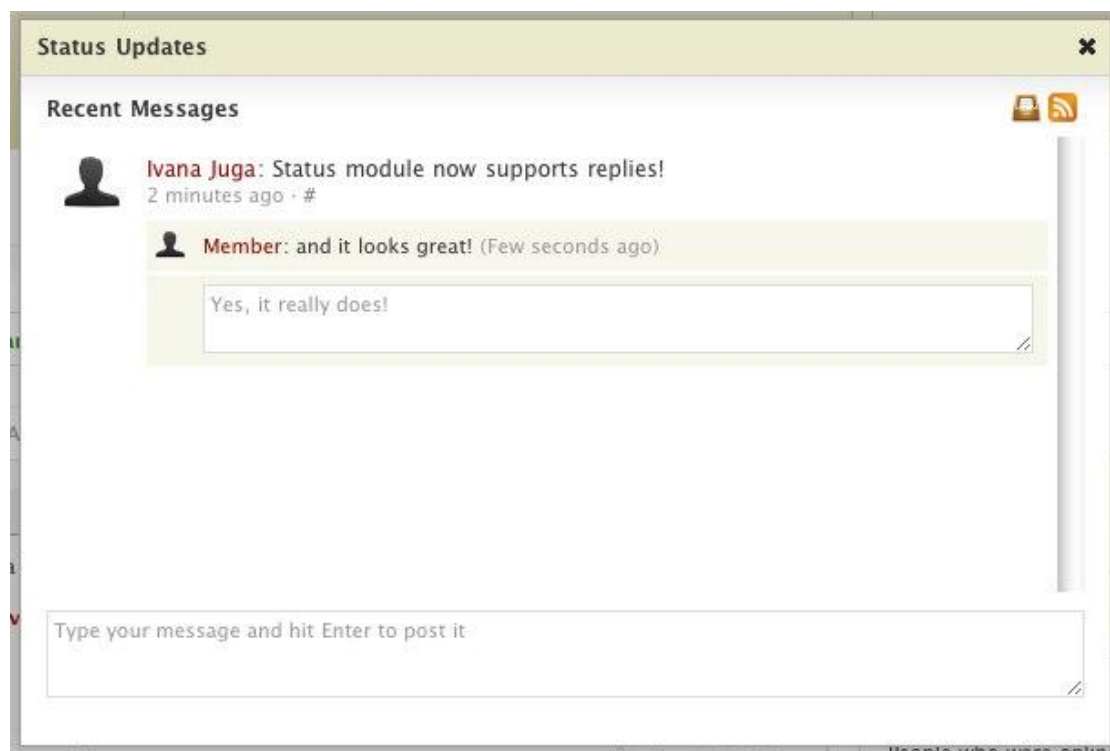 Status Updates
Recent Messages
Ivana Juga: Status module now supports replies!
2 minutes ago · #
Member: and it looks great! (Few seconds ago)
Yes, it really does!
Type your message and hit Enter to post it